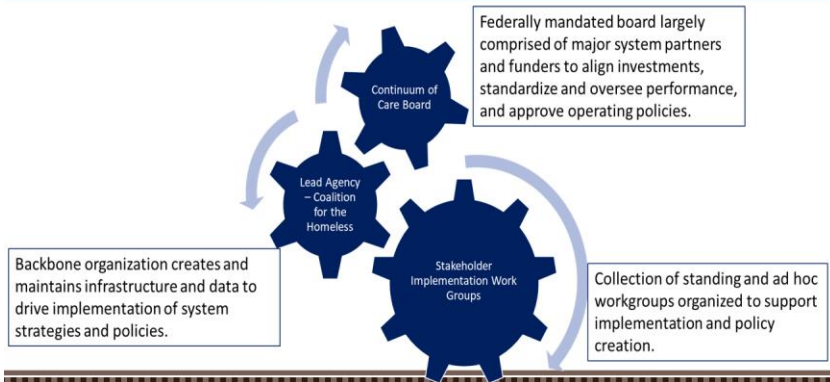 Federally mandated board largely
comprised of major system partners
and funders to align investments,
standardize and oversee performance,
and approve operating policies.
Continuum of
Care Board
Lead Agency
– Coalition
for the
Homeless
Backbone organization creates and
maintains infrastructure and data to
drive implementation of system
strategies and policies.
Stakeholder
Implementation Work
Groups
Collection of standing and ad hoc
workgroups organized to support
implementation and policy
creation.